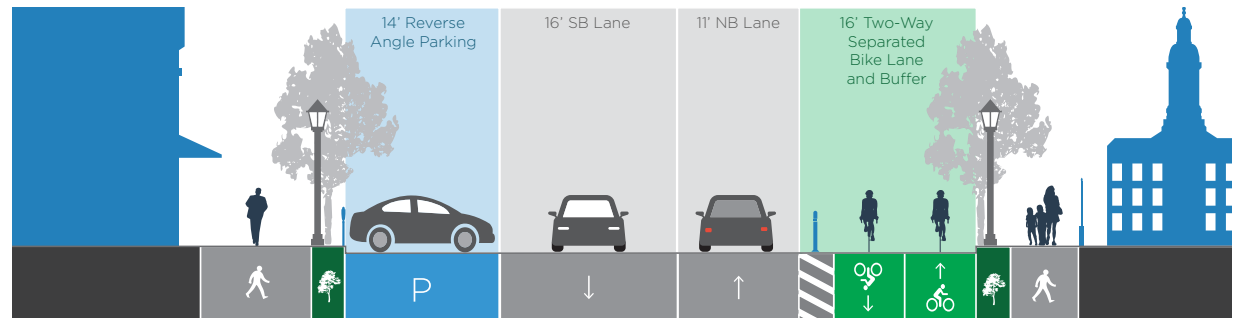 14’ Reverse
Angle Parking
16’ SB Lane
11’ NB Lane
16’ Two-Way
Separated
Bike Lane
and Buffer
P